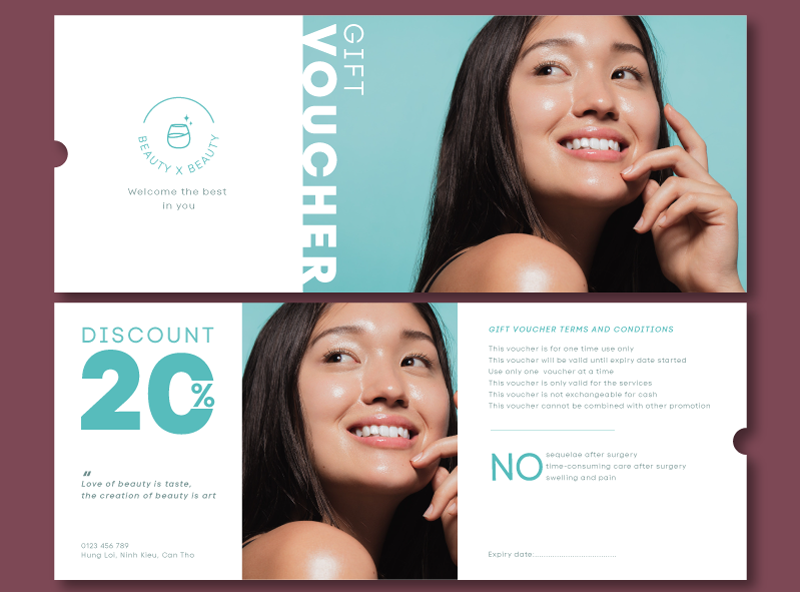 BEAUTY X BEAUTY
Welcome the best
in you
GIFT
VOUCHER
DISCOUNT
20%
"
Love of beauty is taste,
the creation of beauty is art
0123 456 789
Hung Loi, Ninh Kieu, Can Tho
GIFT VOUCHER TERMS AND CONDITIONS
This voucher is for one time use only
This voucher will be valid until expiry date started
Use only one voucher at a time
This voucher is only valid for the services
This voucher is not exchangeable for cash
This voucher cannot be combined with other promotion
NO
sequelae after surgery
time-consuming care after surgery
swelling and pain
Expiry date:....................................